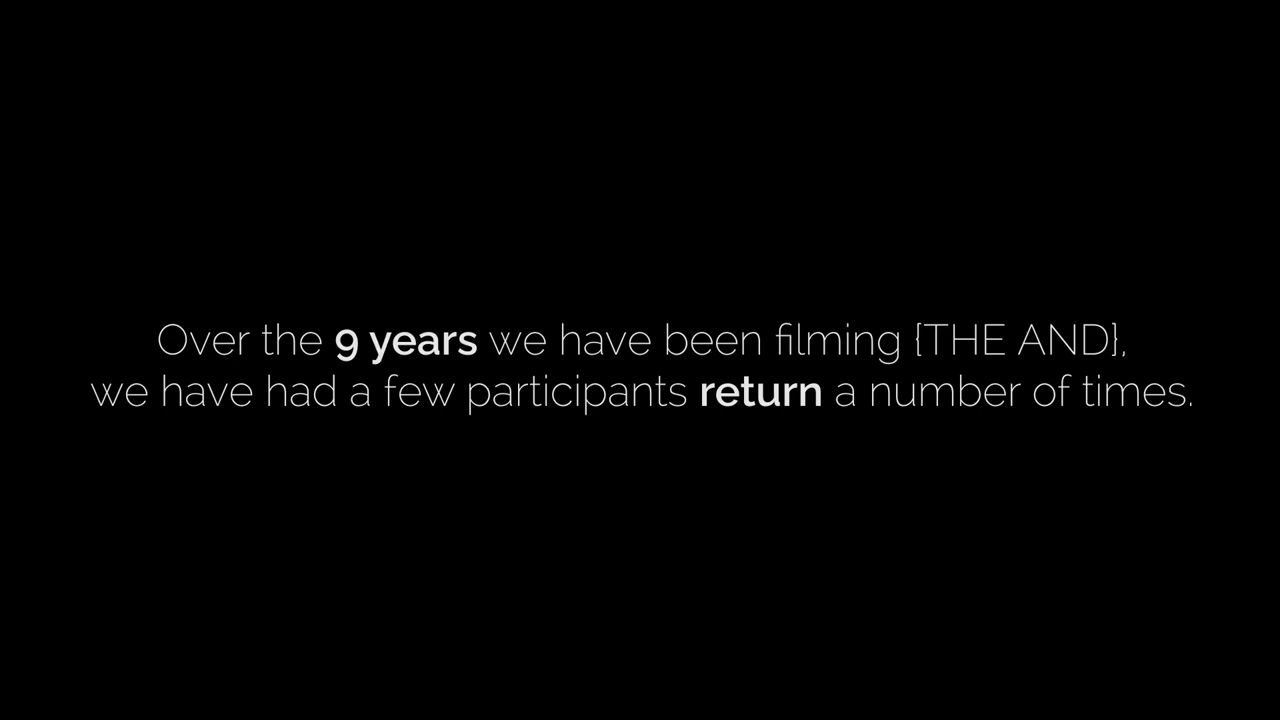 Over the 9 years we have been filming {THE AND},
we have had a few participants return a number of times.